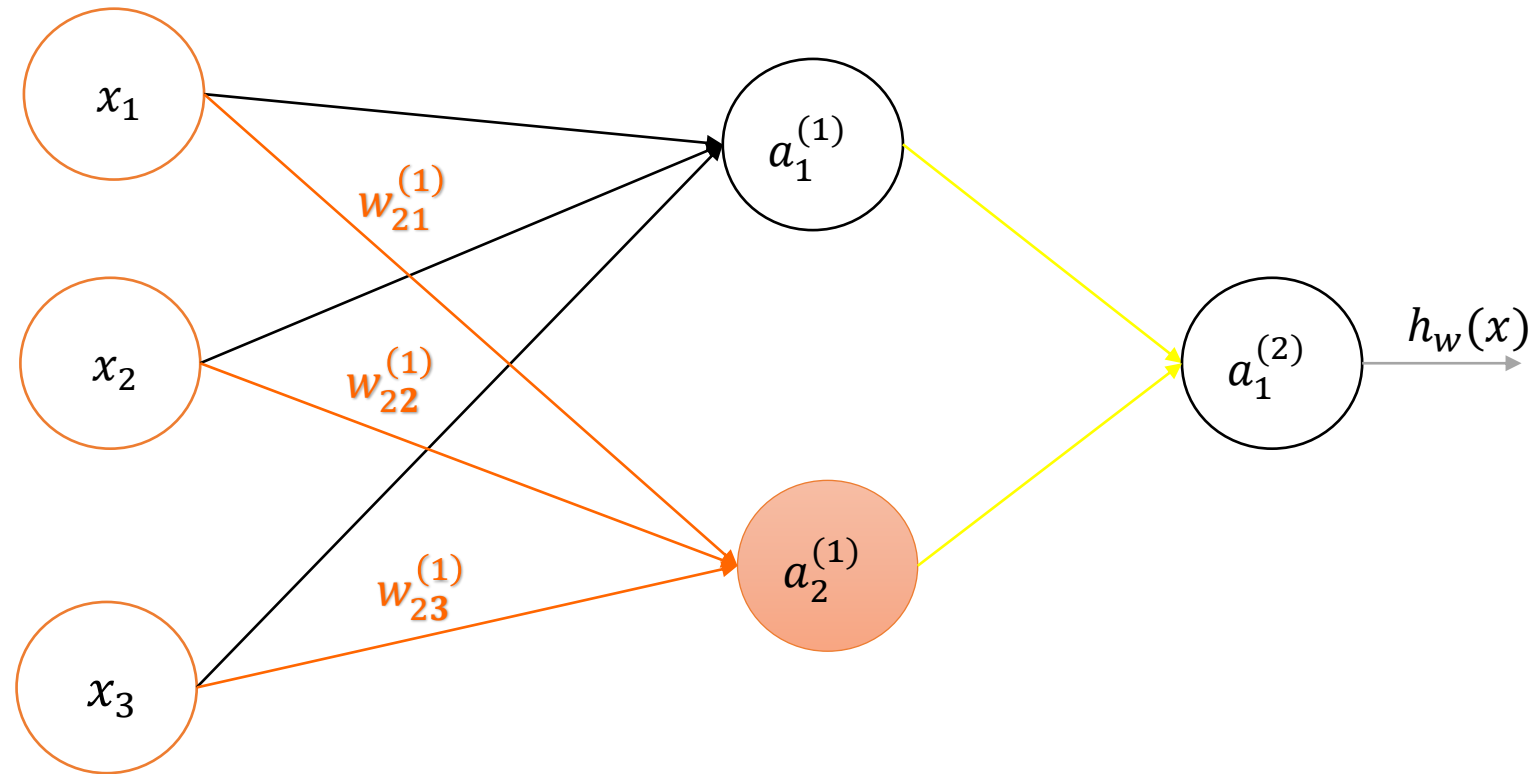 x₁
a₁⁽¹⁾
w₂₁⁽¹⁾
h_w(x)
x₂
w₂₂⁽¹⁾
a₁⁽²⁾
w₂₃⁽¹⁾
a₂⁽¹⁾
x₃